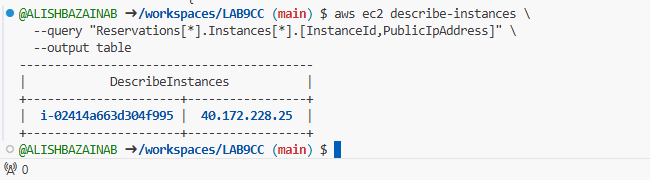 @ALISHBAZAINAB ➜/workspaces/LAB9CC (main) $ aws ec2 describe-instances \
  --query "Reservations[*].Instances[*].[InstanceId,PublicIpAddress]" \
  --output table
--------------------------------------------
|            DescribeInstances             |
+----------------------+-------------------+
|  i-02414a663d304f995 |  40.172.228.25    |
+----------------------+-------------------+
@ALISHBAZAINAB ➜/workspaces/LAB9CC (main) $
0